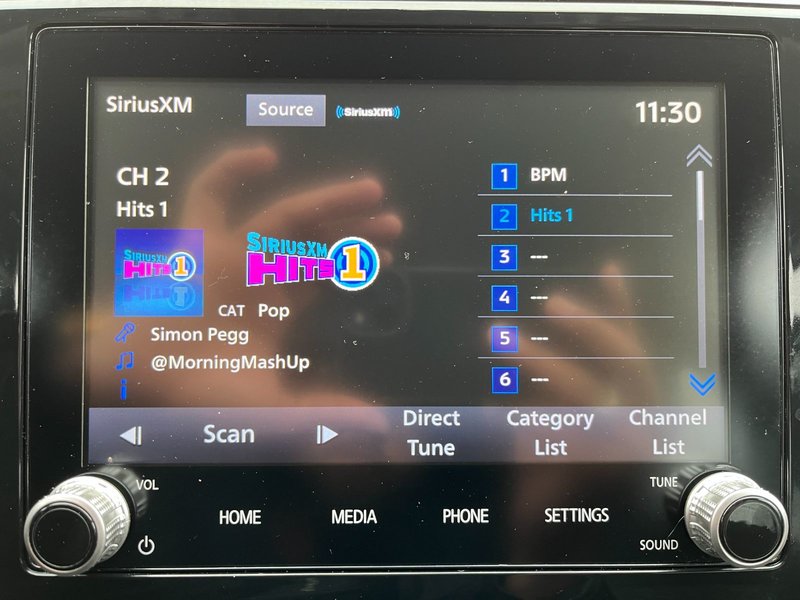 SiriusXM
Source
SiriusXM
11:30
CH 2
Hits 1
SIRIUSXM
HITS 1
SIRIUSXM
HITS 1
CAT Pop
Simon Pegg
@MorningMashUp
1 BPM
2 Hits 1
3 ---
4 ---
5 ---
6 ---
Scan
Direct
Tune
Category
List
Channel
List
VOL
HOME
MEDIA
PHONE
SETTINGS
TUNE
SOUND